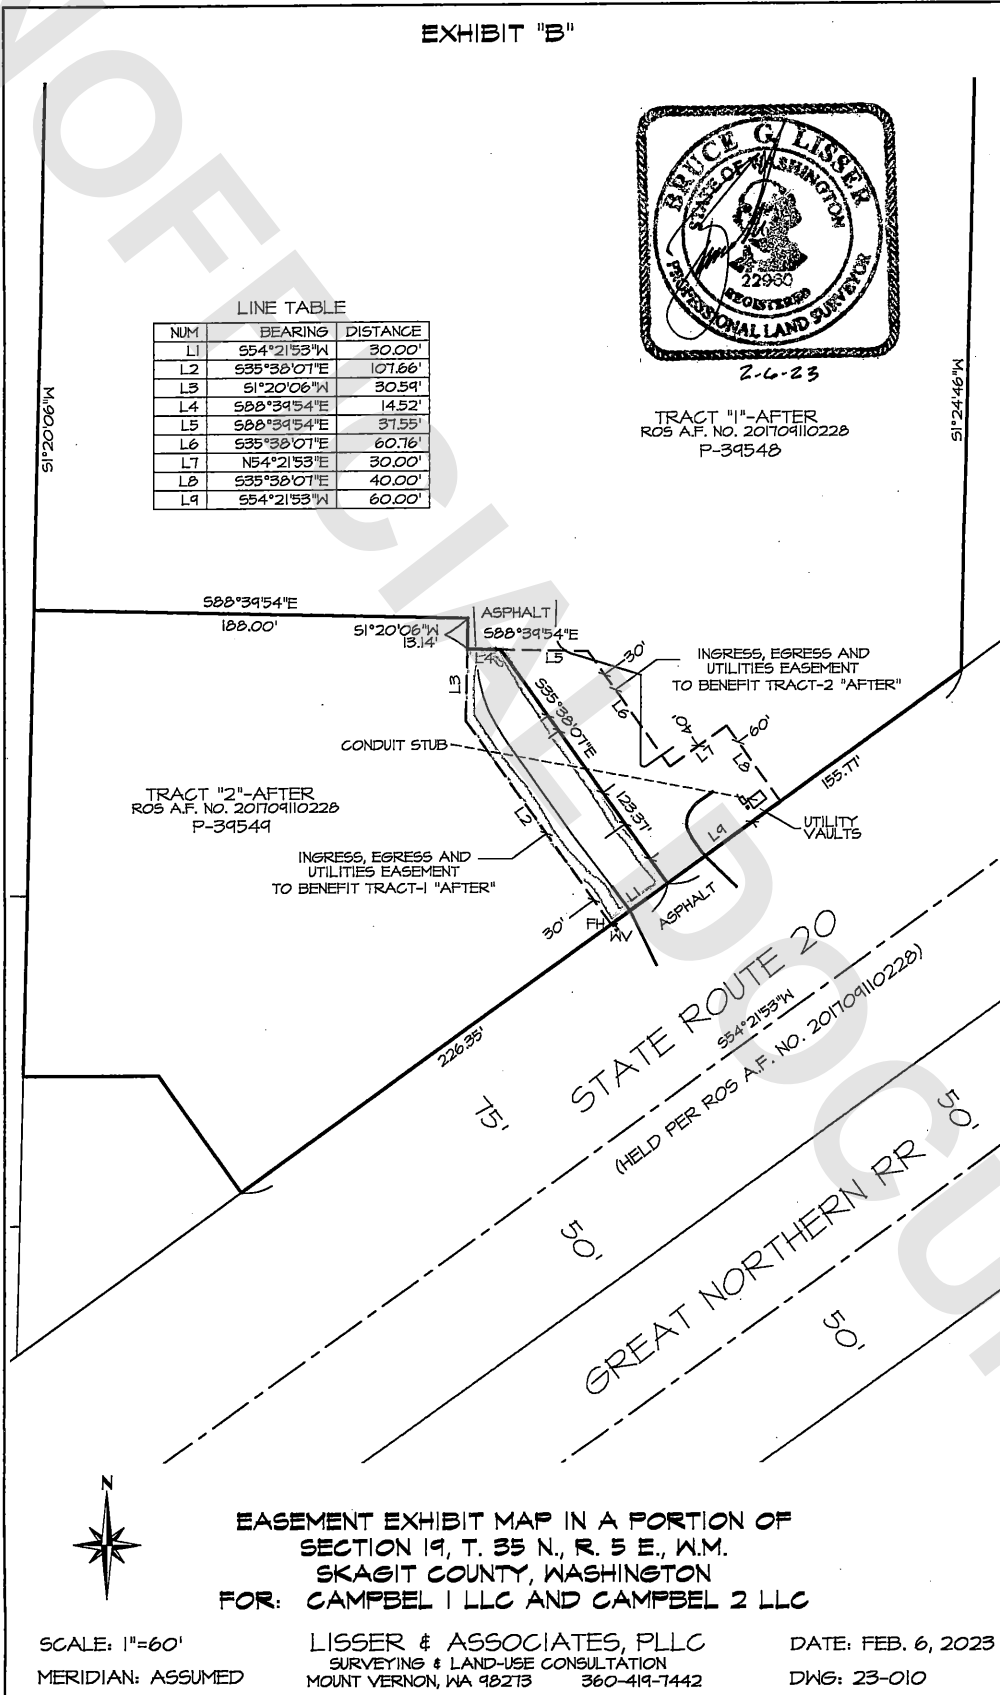 EXHIBIT "B"
BRUCE G. LISSER
STATE OF WASHINGTON
22960
REGISTERED
PROFESSIONAL LAND SURVEYOR
2-6-23
LINE TABLE
NUM BEARING DISTANCE
L1 S54°21'53"W 30.00'
L2 S35°38'07"E 107.66'
L3 S1°20'06"W 30.59'
L4 S88°39'54"E 14.52'
L5 S88°39'54"E 37.55'
L6 S35°38'07"E 60.76'
L7 N54°21'53"E 30.00'
L8 S35°38'07"E 40.00'
L9 S54°21'53"W 60.00'
S1°20'06"W
S1°24'46"W
TRACT "1"-AFTER
ROS A.F. NO. 201709110228
P-39548
S88°39'54"E
188.00'
S1°20'06"W
13.14'
ASPHALT
S88°39'54"E
L4
L5
30'
INGRESS, EGRESS AND
UTILITIES EASEMENT
TO BENEFIT TRACT-2 "AFTER"
L3
S35°38'07"E
L6
40'
L7
60'
L8
CONDUIT STUB
155.77'
TRACT "2"-AFTER
ROS A.F. NO. 201709110228
P-39549
123.37'
L2
L9
UTILITY
VAULTS
INGRESS, EGRESS AND
UTILITIES EASEMENT
TO BENEFIT TRACT-1 "AFTER"
L1
30'
FH
WV
ASPHALT
226.35'
STATE ROUTE 20
S54°21'53"W
(HELD PER ROS A.F. NO. 201709110228)
75'
50'
50'
GREAT NORTHERN RR
50'
N
EASEMENT EXHIBIT MAP IN A PORTION OF
SECTION 19, T. 35 N., R. 5 E., W.M.
SKAGIT COUNTY, WASHINGTON
FOR: CAMPBEL 1 LLC AND CAMPBEL 2 LLC
SCALE: 1"=60'
MERIDIAN: ASSUMED
LISSER & ASSOCIATES, PLLC
SURVEYING & LAND-USE CONSULTATION
MOUNT VERNON, WA 98273 360-419-7442
DATE: FEB. 6, 2023
DWG: 23-010
UNOFFICIAL DOCU